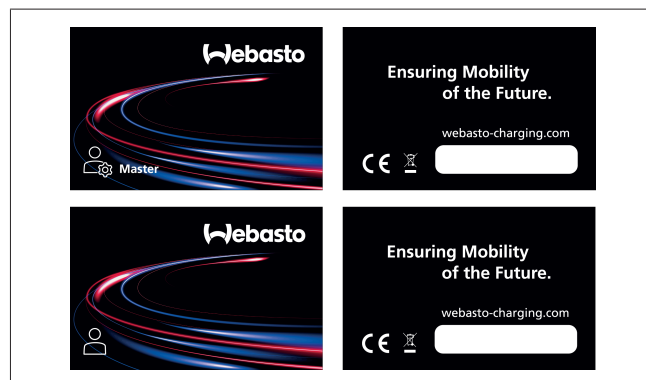 Webasto
Master
Ensuring Mobility
of the Future.
webasto-charging.com
CE
Webasto
Ensuring Mobility
of the Future.
webasto-charging.com
CE